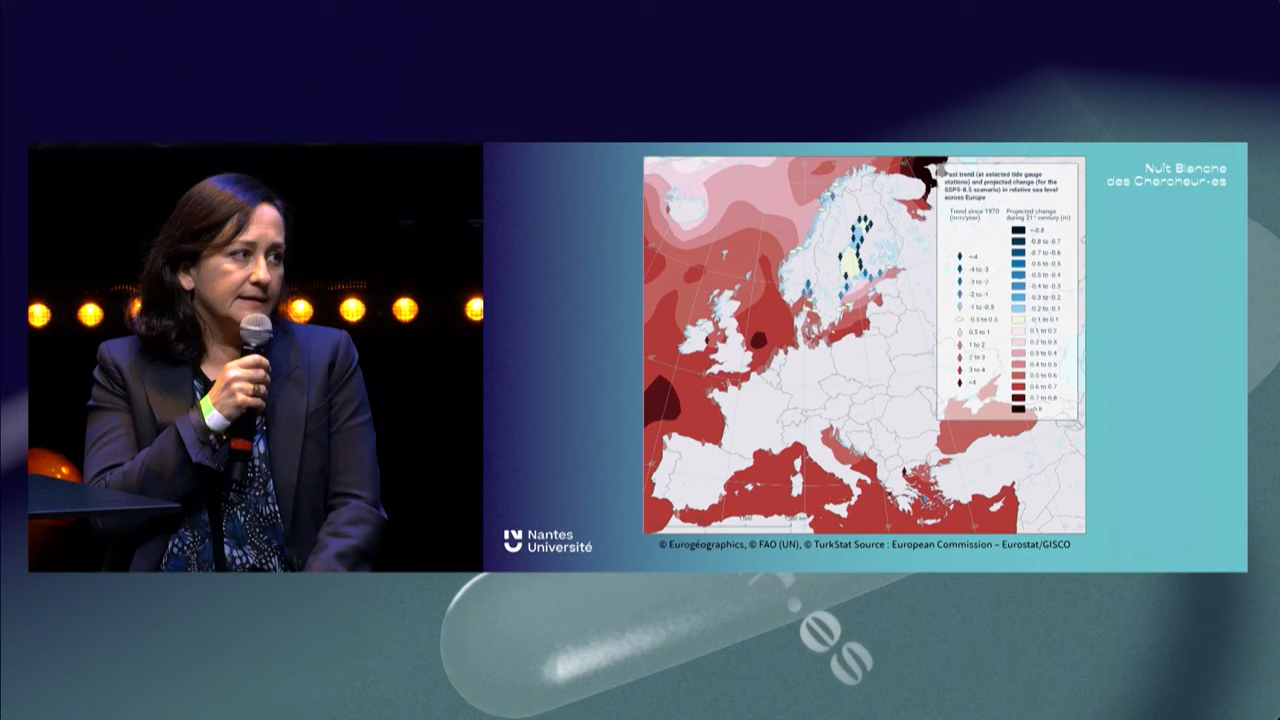 Nuit Blanche
des Chercheur·es
Past trend (at selected tide gauge
stations) and projected change (for the
SSP5-8.5 scenario) in relative sea level
across Europe
Trend since 1970
(mm/year)
Projected change
during 21st century (m)
<-4
-4 to -3
-3 to -2
-2 to -1
-1 to -0.5
-0.5 to 0.5
0.5 to 1
1 to 2
2 to 3
3 to 4
>4
<-0.8
-0.8 to -0.7
-0.7 to -0.6
-0.6 to -0.5
-0.5 to -0.4
-0.4 to -0.3
-0.3 to -0.2
-0.2 to -0.1
-0.1 to 0.1
0.1 to 0.2
0.2 to 0.3
0.3 to 0.4
0.4 to 0.5
0.5 to 0.6
0.6 to 0.7
0.7 to 0.8
>0.8
Nantes
Université
© Eurogéographics, © FAO (UN), © TurkStat Source : European Commission – Eurostat/GISCO
r.es